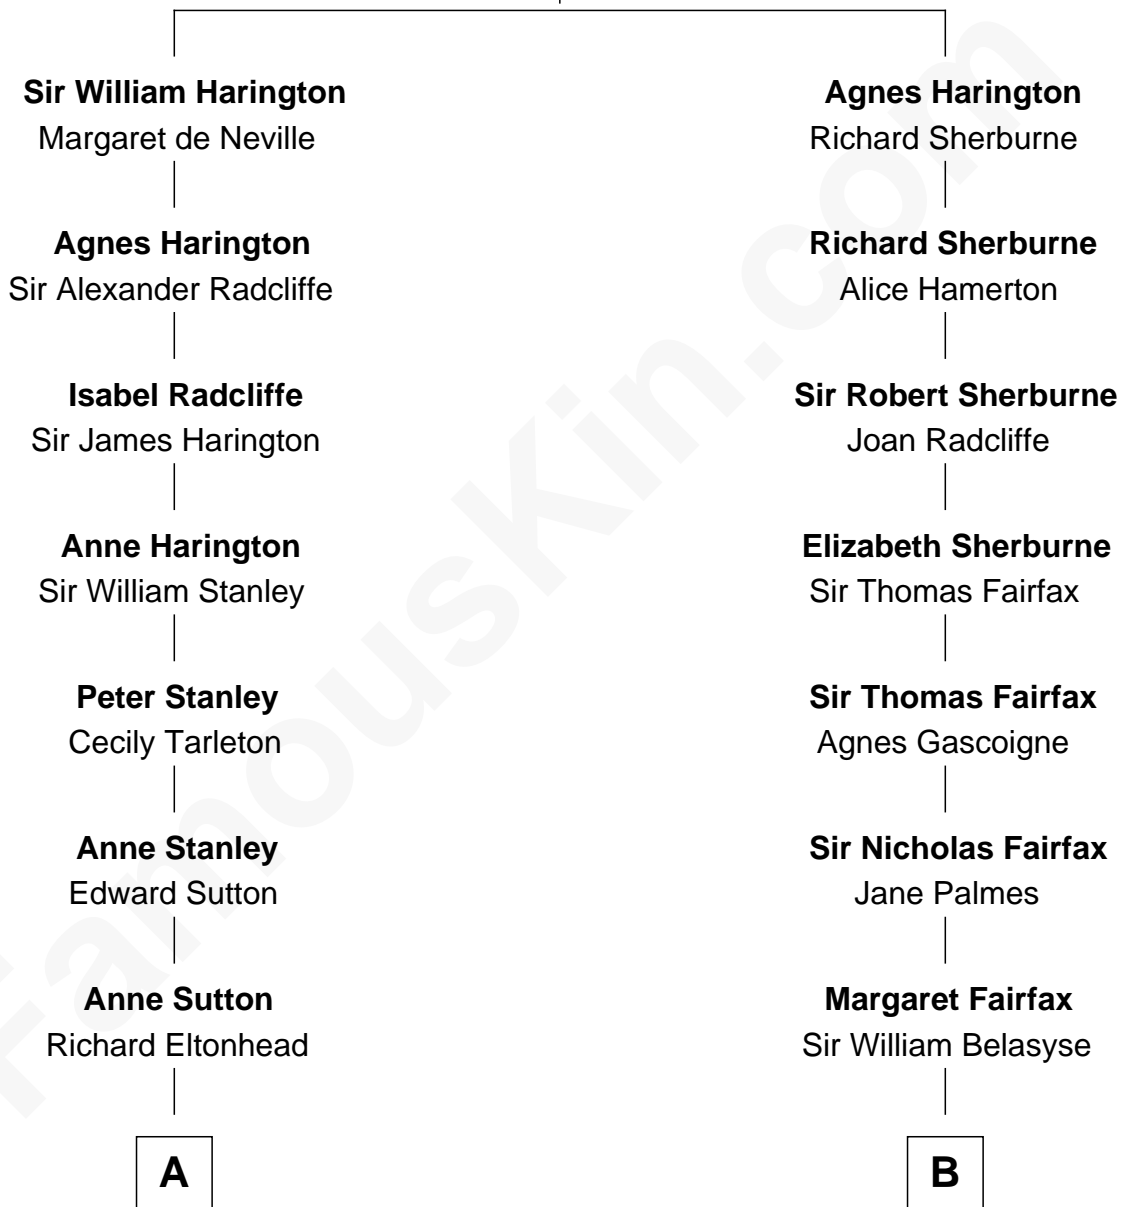 Sir William Harington
Margaret de Neville
Agnes Harington
Sir Alexander Radcliffe
Isabel Radcliffe
Sir James Harington
Anne Harington
Sir William Stanley
Peter Stanley
Cecily Tarleton
Anne Stanley
Edward Sutton
Anne Sutton
Richard Eltonhead
A
Agnes Harington
Richard Sherburne
Richard Sherburne
Alice Hamerton
Sir Robert Sherburne
Joan Radcliffe
Elizabeth Sherburne
Sir Thomas Fairfax
Sir Thomas Fairfax
Agnes Gascoigne
Sir Nicholas Fairfax
Jane Palmes
Margaret Fairfax
Sir William Belasyse
B
FamousKin.com